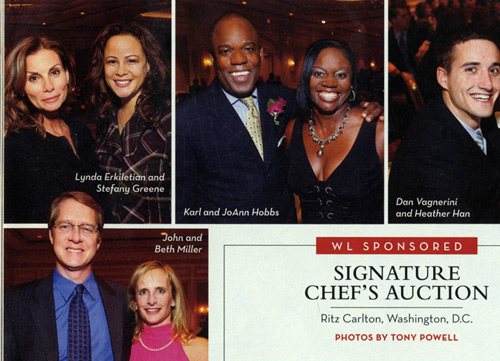 Lynda Erkiletian and
Stefany Greene
Karl and JoAnn Hobbs
Dan Vagnerini
and Heather Han
John and
Beth Miller
WL SPONSORED
SIGNATURE
CHEF'S AUCTION
Ritz Carlton, Washington, D.C.
PHOTOS BY TONY POWELL